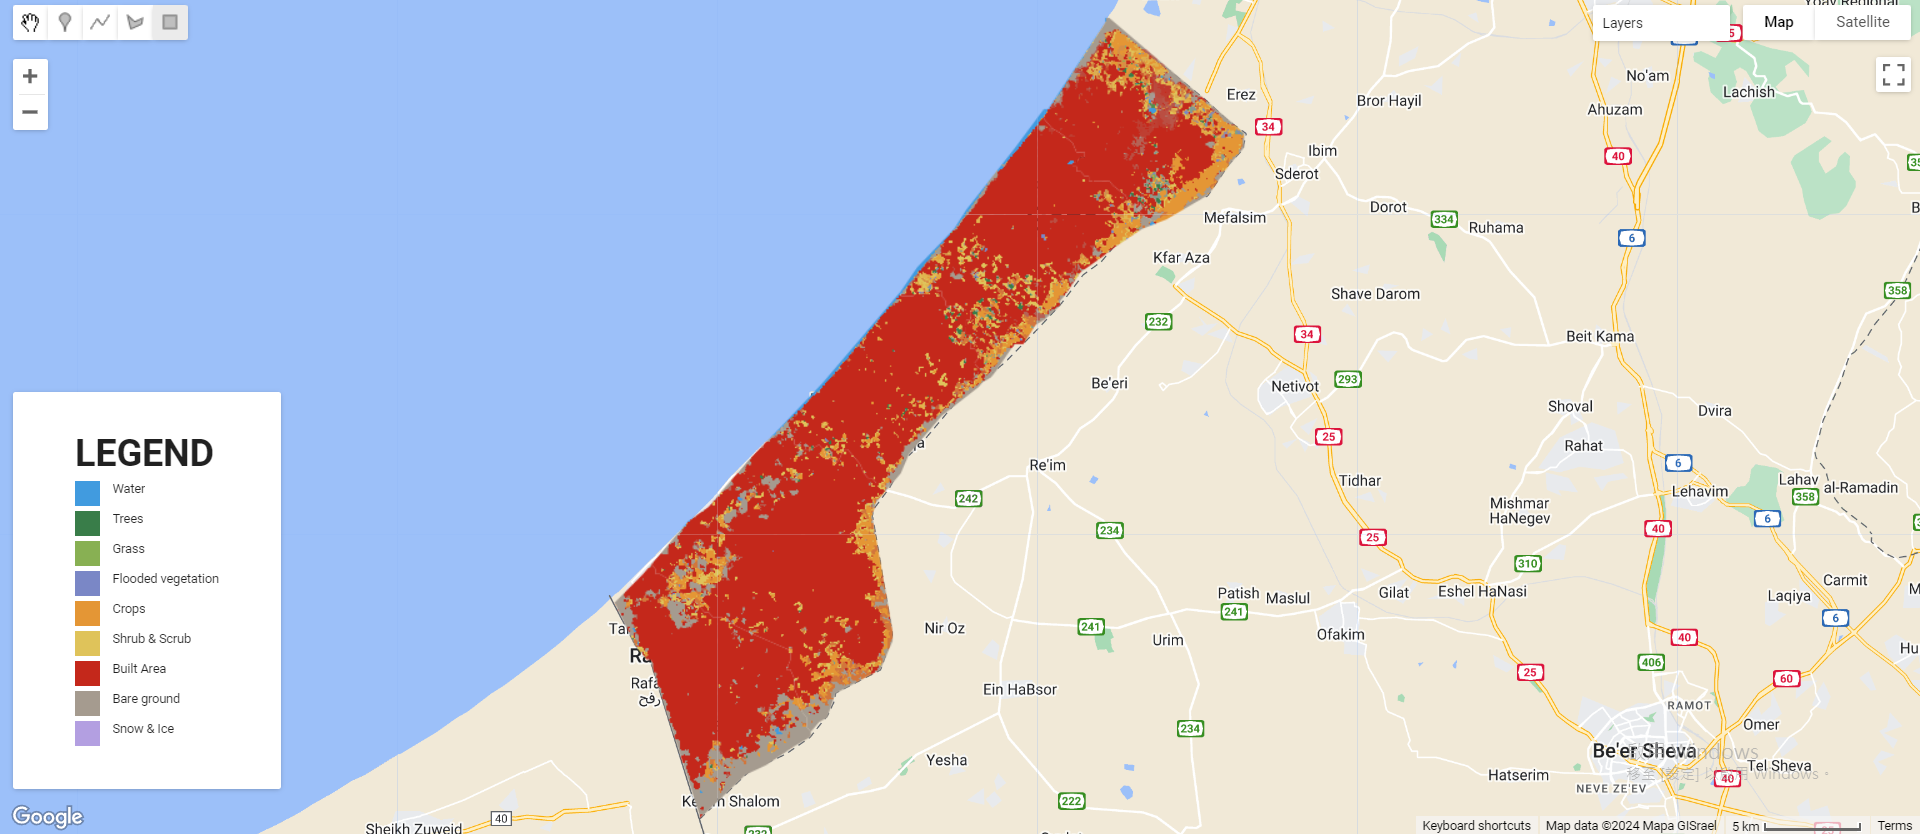 Layers
Map
Satellite
LEGEND
Water
Trees
Grass
Flooded vegetation
Crops
Shrub & Scrub
Built Area
Bare ground
Snow & Ice
Google
Yoav Regional
No'am
Lachish
Ahuzam
Erez
Bror Hayil
34
40
Ibim
Sderot
Dorot
334
Ruhama
Mefalsim
6
Kfar Aza
Shave Darom
358
232
34
Beit Kama
Be'eri
Netivot
293
Shoval
Dvira
25
Rahat
6
Re'im
Tidhar
Lahav
al-Ramadin
358
Lehavim
242
Mishmar
HaNegev
6
234
40
25
310
Carmit
Eshel HaNasi
Laqiya
Patish
Maslul
Gilat
241
6
Nir Oz
241
Urim
Ofakim
40
406
Rafa
رفح
25
60
Ein HaBsor
RAMOT
Omer
234
Be'er Sheva
Yesha
Tel Sheva
Hatserim
40
NEVE ZE'EV
Shalom
222
40
Sheikh Zuweid
232
Keyboard shortcuts
Map data ©2024 Mapa GISrael
5 km
Terms